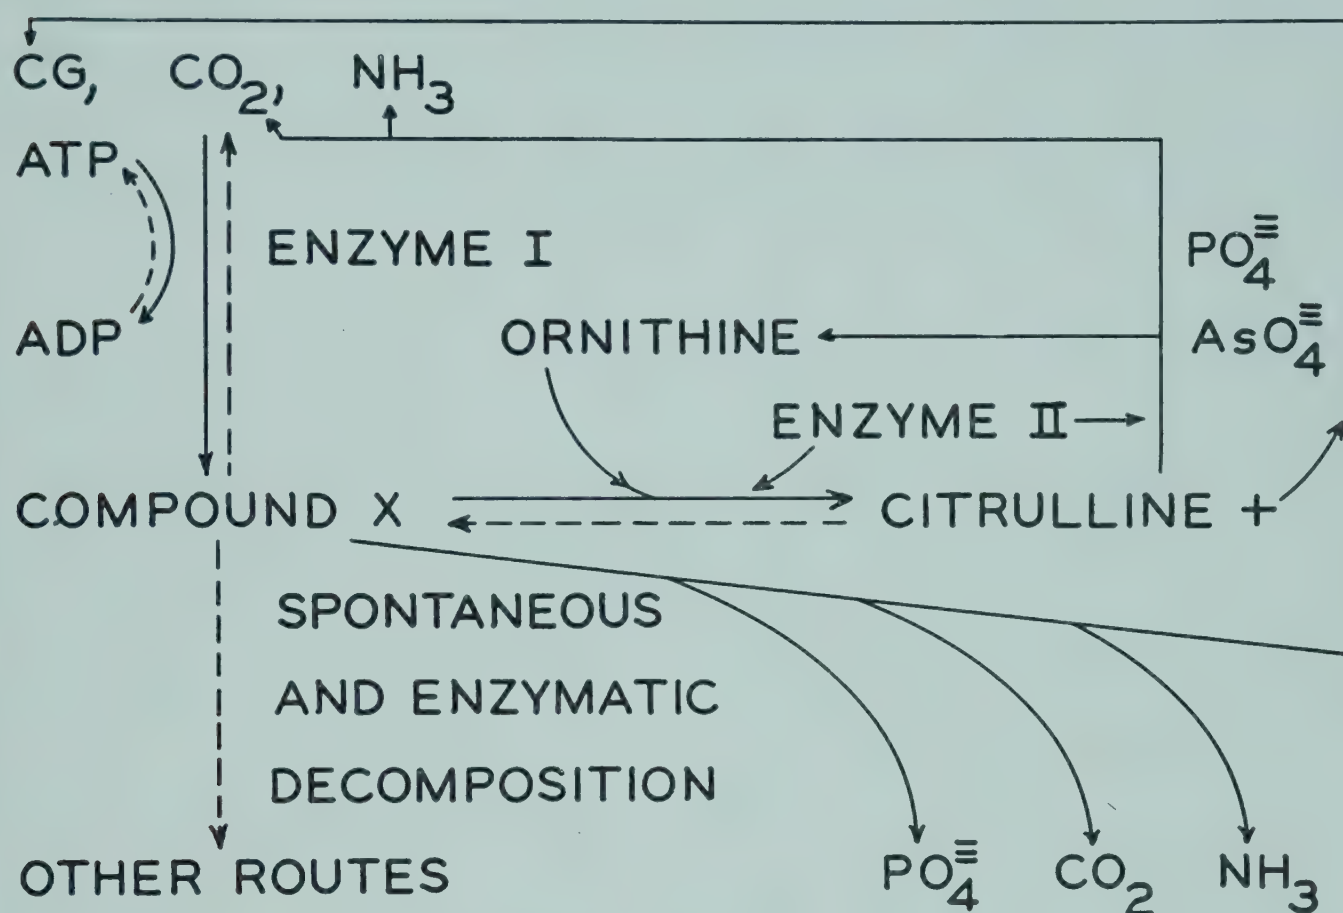 CG, CO₂, NH₃
ATP
ENZYME I
PO₄≡
ADP
ORNITHINE
AsO₄≡
ENZYME II
COMPOUND X
CITRULLINE +
SPONTANEOUS
AND ENZYMATIC
DECOMPOSITION
OTHER ROUTES
PO₄≡
CO₂
NH₃